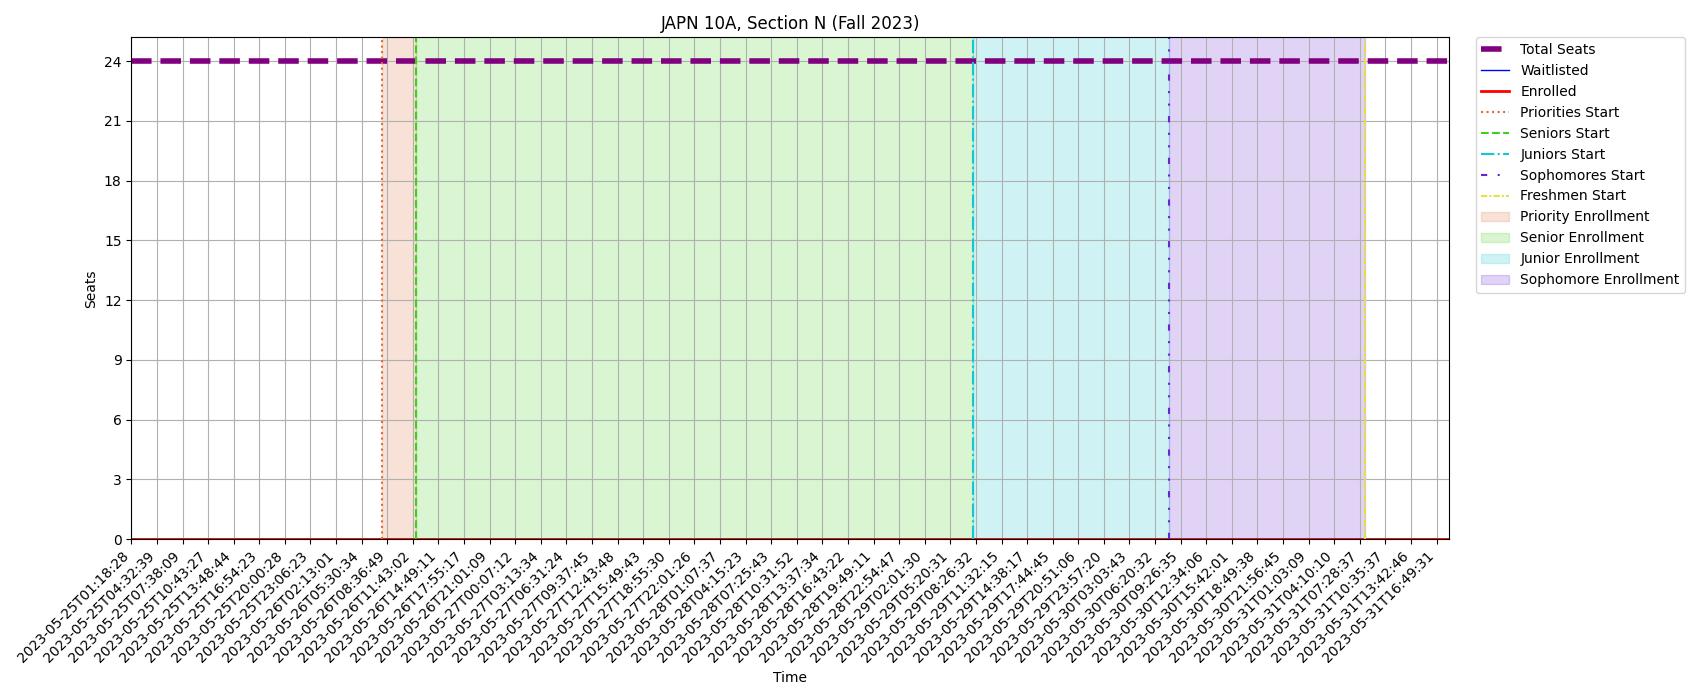 JAPN 10A, Section N (Fall 2023)
Seats
24
21
18
15
12
9
6
3
0
2023-05-25T01:18:28
2023-05-25T04:32:39
2023-05-25T07:38:09
2023-05-25T10:43:27
2023-05-25T13:48:44
2023-05-25T16:54:23
2023-05-25T20:00:28
2023-05-25T23:06:23
2023-05-26T02:13:01
2023-05-26T05:30:34
2023-05-26T08:36:49
2023-05-26T11:43:02
2023-05-26T14:49:11
2023-05-26T17:55:17
2023-05-26T21:01:09
2023-05-27T00:07:12
2023-05-27T03:13:34
2023-05-27T06:31:24
2023-05-27T09:37:45
2023-05-27T12:43:48
2023-05-27T15:49:43
2023-05-27T18:55:30
2023-05-27T22:01:26
2023-05-28T01:07:37
2023-05-28T04:15:23
2023-05-28T07:25:43
2023-05-28T10:31:52
2023-05-28T13:37:34
2023-05-28T16:43:22
2023-05-28T19:49:11
2023-05-28T22:54:47
2023-05-29T02:01:30
2023-05-29T05:20:31
2023-05-29T08:26:32
2023-05-29T11:32:15
2023-05-29T14:38:17
2023-05-29T17:44:45
2023-05-29T20:51:06
2023-05-29T23:57:20
2023-05-30T03:03:43
2023-05-30T06:20:32
2023-05-30T09:26:35
2023-05-30T12:34:06
2023-05-30T15:42:01
2023-05-30T18:49:38
2023-05-30T21:56:45
2023-05-31T01:03:09
2023-05-31T04:10:10
2023-05-31T07:28:37
2023-05-31T10:35:37
2023-05-31T13:42:46
2023-05-31T16:49:31
Time
Total Seats
Waitlisted
Enrolled
Priorities Start
Seniors Start
Juniors Start
Sophomores Start
Freshmen Start
Priority Enrollment
Senior Enrollment
Junior Enrollment
Sophomore Enrollment